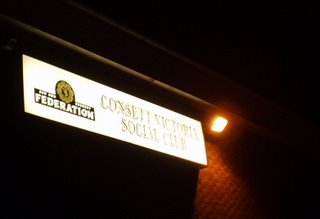 FEDERATION
CONSETT VICTORIA
SOCIAL CLUB